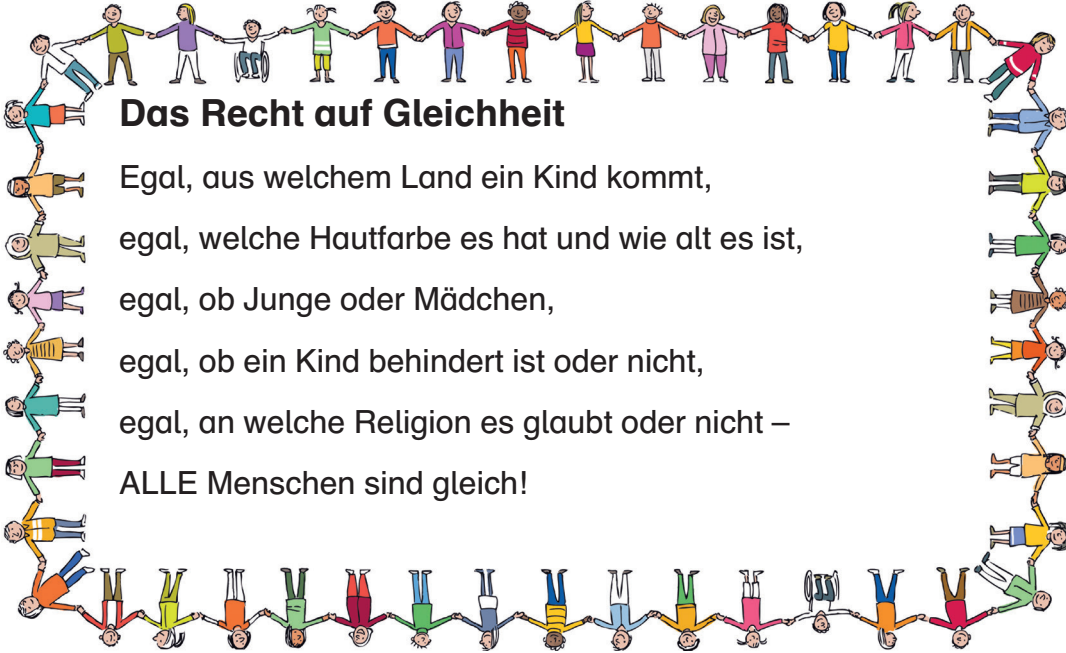 Das Recht auf Gleichheit
Egal, aus welchem Land ein Kind kommt,
egal, welche Hautfarbe es hat und wie alt es ist,
egal, ob Junge oder Mädchen,
egal, ob ein Kind behindert ist oder nicht,
egal, an welche Religion es glaubt oder nicht –
ALLE Menschen sind gleich!